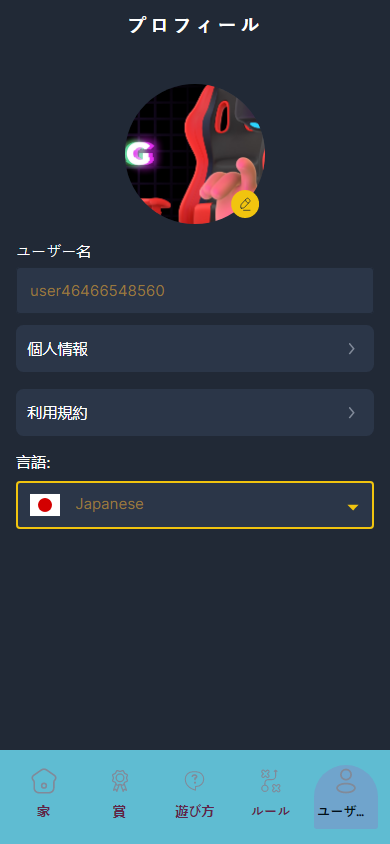 プロフィール
G
ユーザー名
user46466548560
個人情報
利用規約
言語:
Japanese
家
賞
遊び方
ルール
ユーザ...